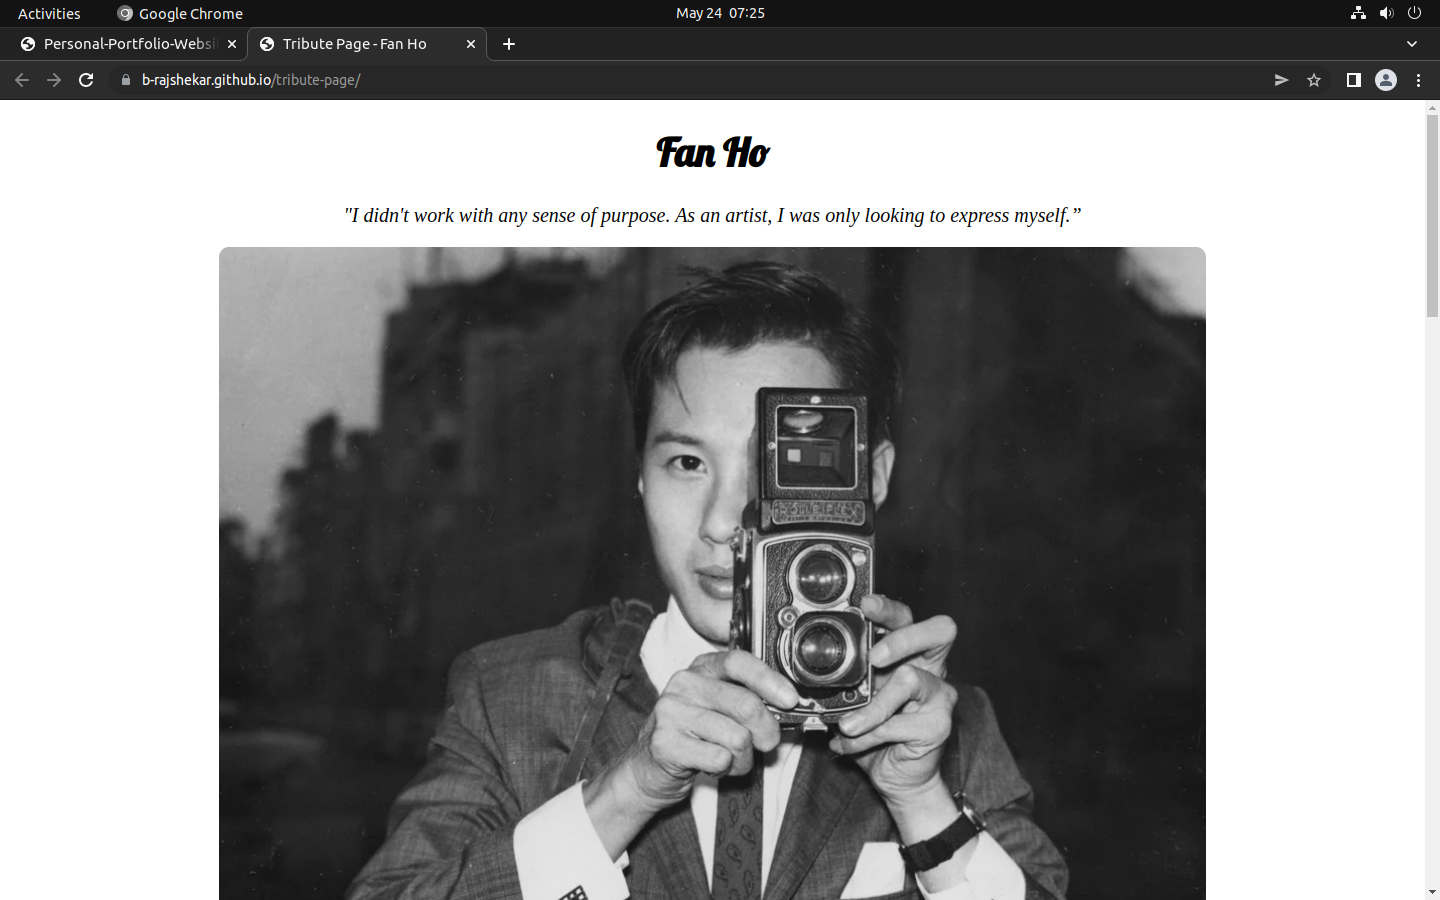 Activities
Google Chrome
May 24 07:25
Personal-Portfolio-Websi
Tribute Page - Fan Ho
b-rajshekar.github.io/tribute-page/
Fan Ho
"I didn't work with any sense of purpose. As an artist, I was only looking to express myself.”
ROLLEIFLEX